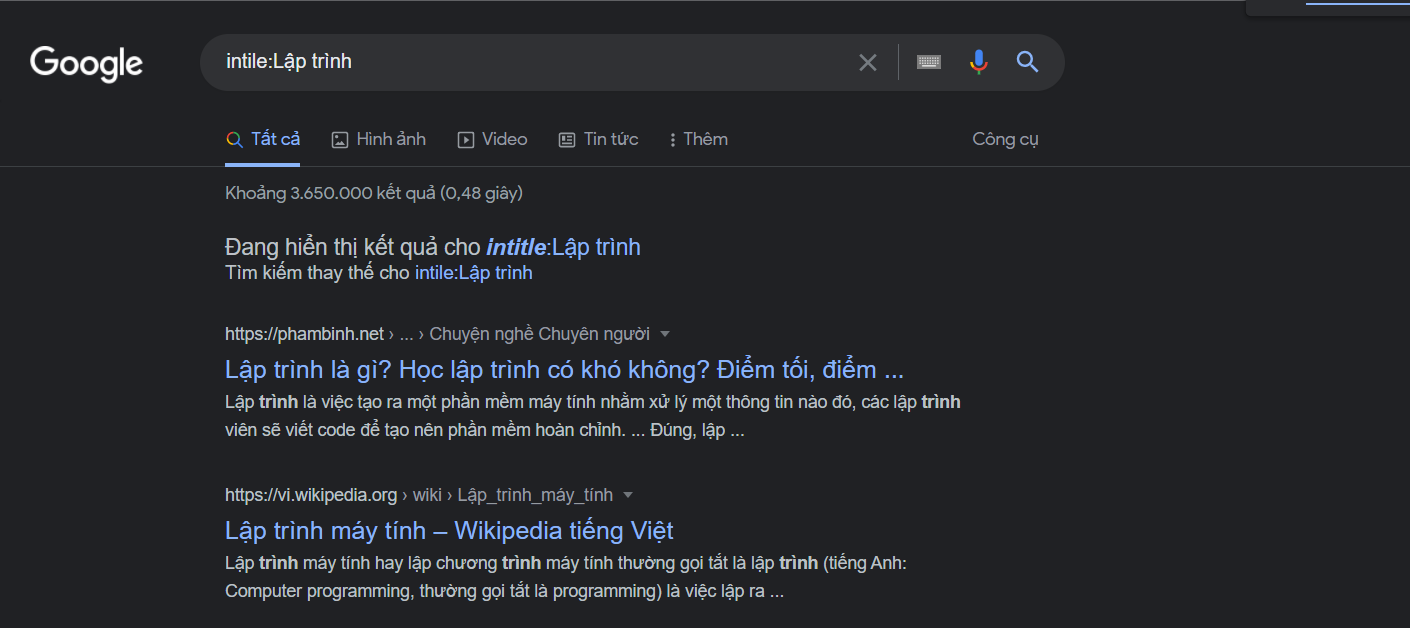 Google
intile:Lập trình
Tất cả Hình ảnh Video Tin tức Thêm Công cụ
Khoảng 3.650.000 kết quả (0,48 giây)
Đang hiển thị kết quả cho intitle:Lập trình
Tìm kiếm thay thế cho intile:Lập trình
https://phambinh.net › ... › Chuyện nghề Chuyên người
Lập trình là gì? Học lập trình có khó không? Điểm tối, điểm ...
Lập trình là việc tạo ra một phần mềm máy tính nhằm xử lý một thông tin nào đó, các lập trình
viên sẽ viết code để tạo nên phần mềm hoàn chỉnh. ... Đúng, lập ...
https://vi.wikipedia.org › wiki › Lập_trình_máy_tính
Lập trình máy tính – Wikipedia tiếng Việt
Lập trình máy tính hay lập chương trình máy tính thường gọi tắt là lập trình (tiếng Anh:
Computer programming, thường gọi tắt là programming) là việc lập ra ...